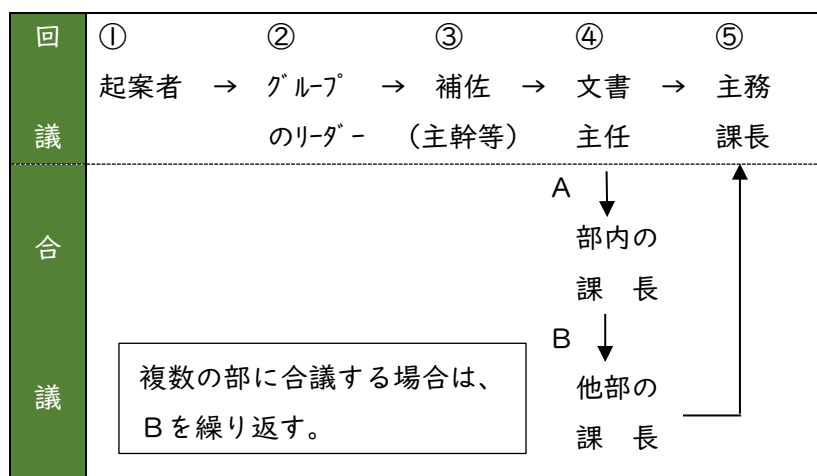 回議
① ② ③ ④ ⑤
起案者 → ｸﾞﾙｰﾌﾟ → 補佐 → 文書 → 主務
のﾘｰﾀﾞｰ (主幹等) 主任 課長
合議
A
部内の
課 長
B
他部の
課 長
複数の部に合議する場合は、
Ｂを繰り返す。